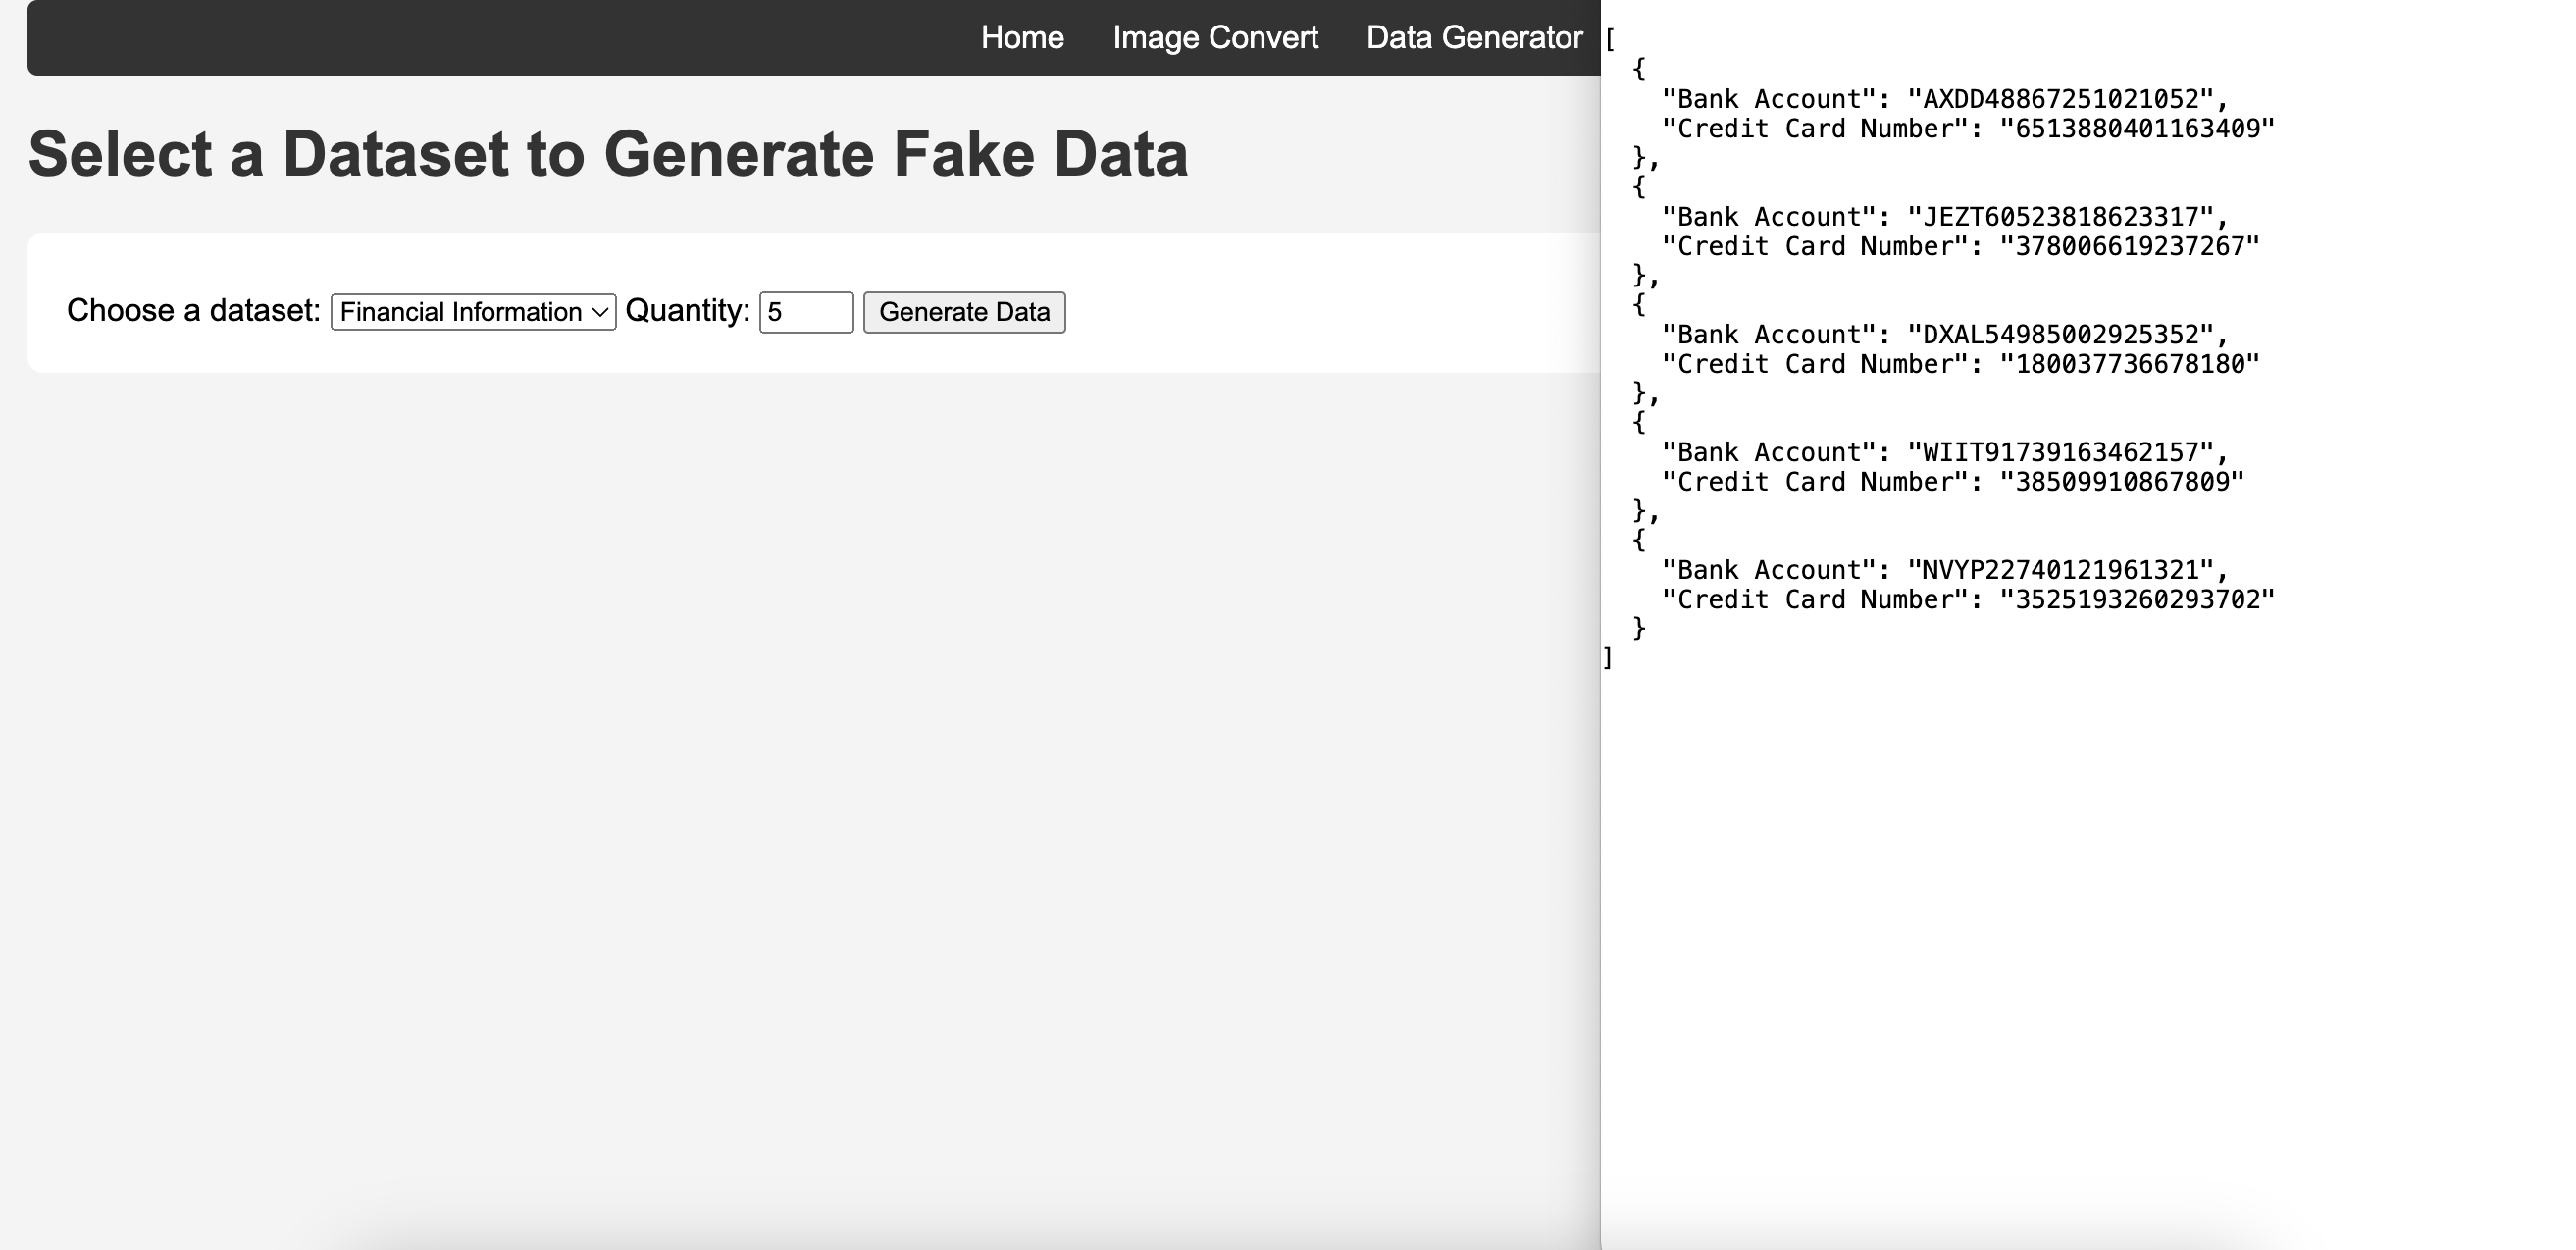 Home Image Convert Data Generator
Select a Dataset to Generate Fake Data
Choose a dataset: Financial Information Quantity: 5 Generate Data
[
  {
    "Bank Account": "AXDD48867251021052",
    "Credit Card Number": "6513880401163409"
  },
  {
    "Bank Account": "JEZT60523818623317",
    "Credit Card Number": "378006619237267"
  },
  {
    "Bank Account": "DXAL54985002925352",
    "Credit Card Number": "180037736678180"
  },
  {
    "Bank Account": "WIIT91739163462157",
    "Credit Card Number": "38509910867809"
  },
  {
    "Bank Account": "NVYP22740121961321",
    "Credit Card Number": "3525193260293702"
  }
]